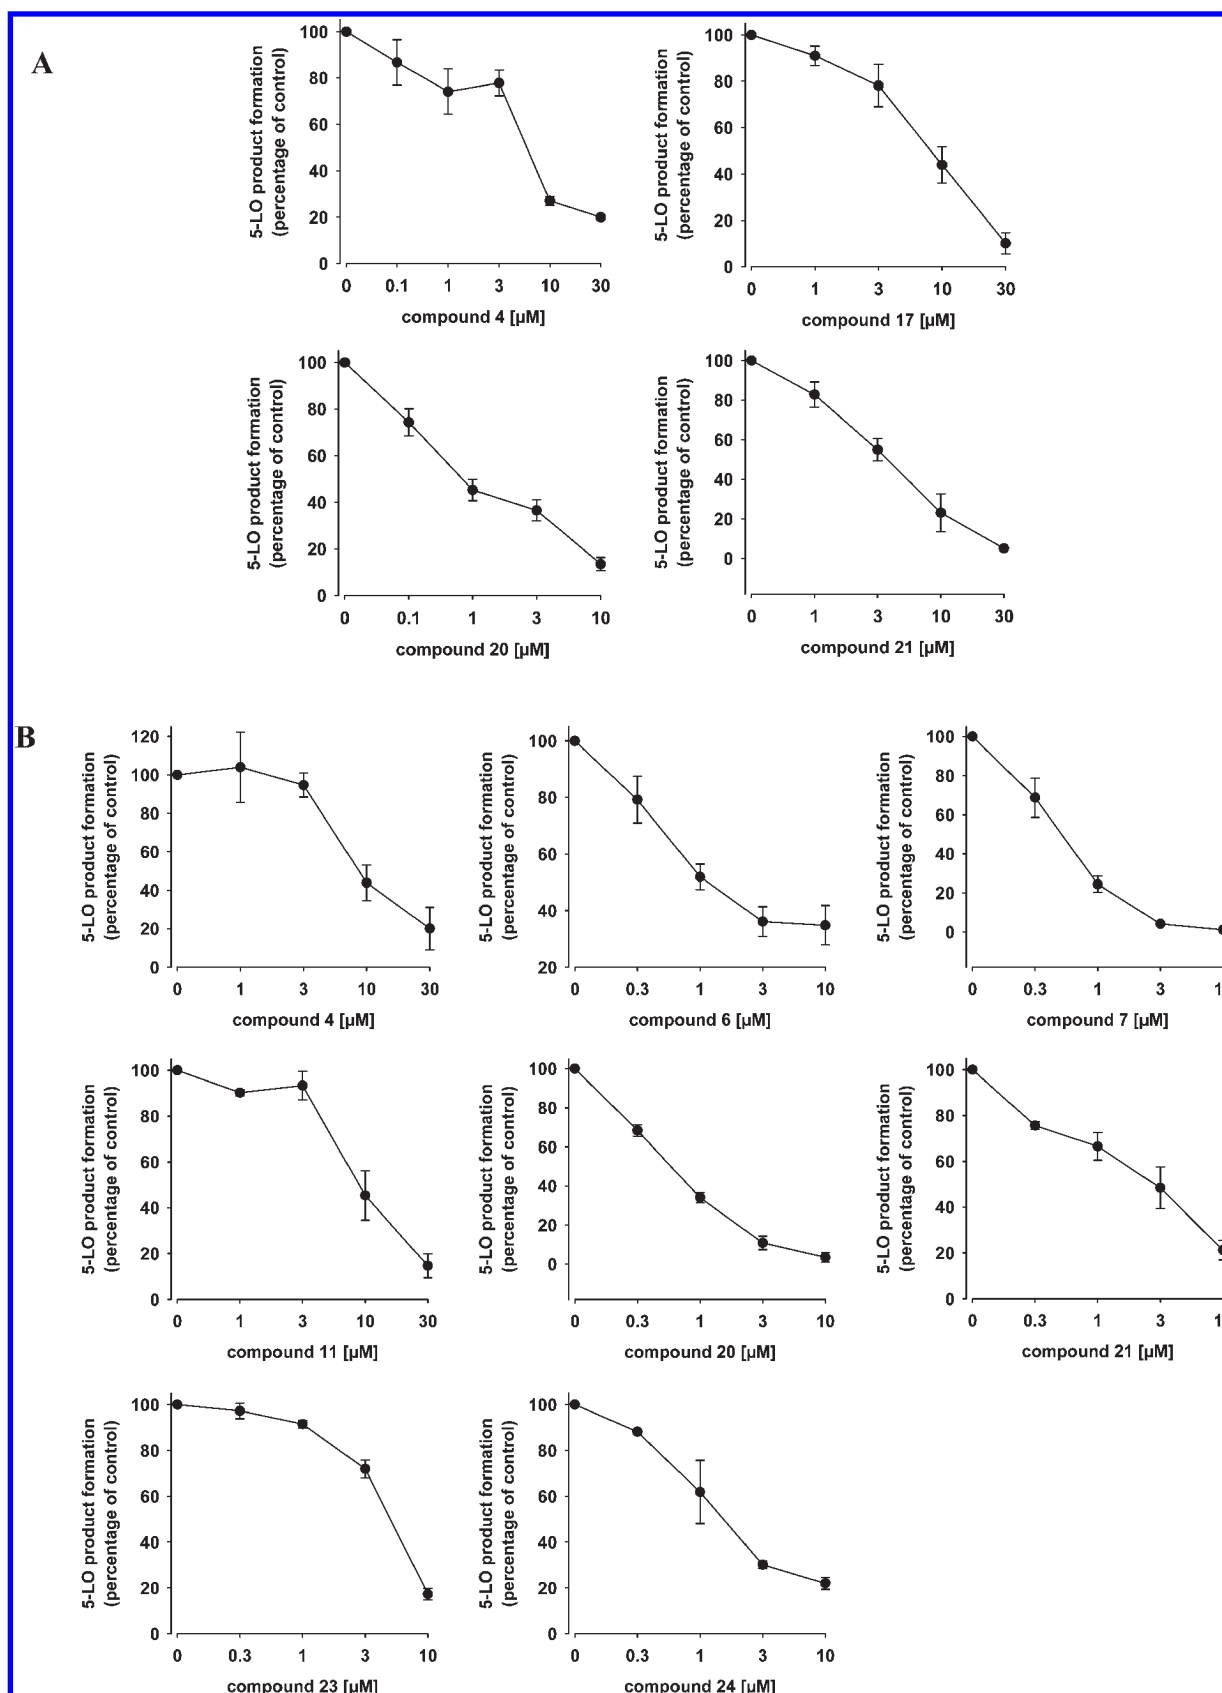 A
5-LO product formation
(percentage of control)
100
80
60
40
20
0
0 0.1 1 3 10 30
compound 4 [µM]
5-LO product formation
(percentage of control)
100
80
60
40
20
0
0 1 3 10 30
compound 17 [µM]
5-LO product formation
(percentage of control)
100
80
60
40
20
0
0 0.1 1 3 10
compound 20 [µM]
5-LO product formation
(percentage of control)
100
80
60
40
20
0
0 1 3 10 30
compound 21 [µM]
B
5-LO product formation
(percentage of control)
120
100
80
60
40
20
0
0 1 3 10 30
compound 4 [µM]
5-LO product formation
(percentage of control)
100
80
60
40
20
0 0.3 1 3 10
compound 6 [µM]
5-LO product formation
(percentage of control)
100
80
60
40
20
0
0 0.3 1 3 1
compound 7 [µM]
5-LO product formation
(percentage of control)
100
80
60
40
20
0
0 1 3 10 30
compound 11 [µM]
5-LO product formation
(percentage of control)
100
80
60
40
20
0
0 0.3 1 3 10
compound 20 [µM]
5-LO product formation
(percentage of control)
100
80
60
40
20
0
0 0.3 1 3 1
compound 21 [µM]
5-LO product formation
(percentage of control)
100
80
60
40
20
0
0 0.3 1 3 10
compound 23 [µM]
5-LO product formation
(percentage of control)
100
80
60
40
20
0
0 0.3 1 3 10
compound 24 [µM]